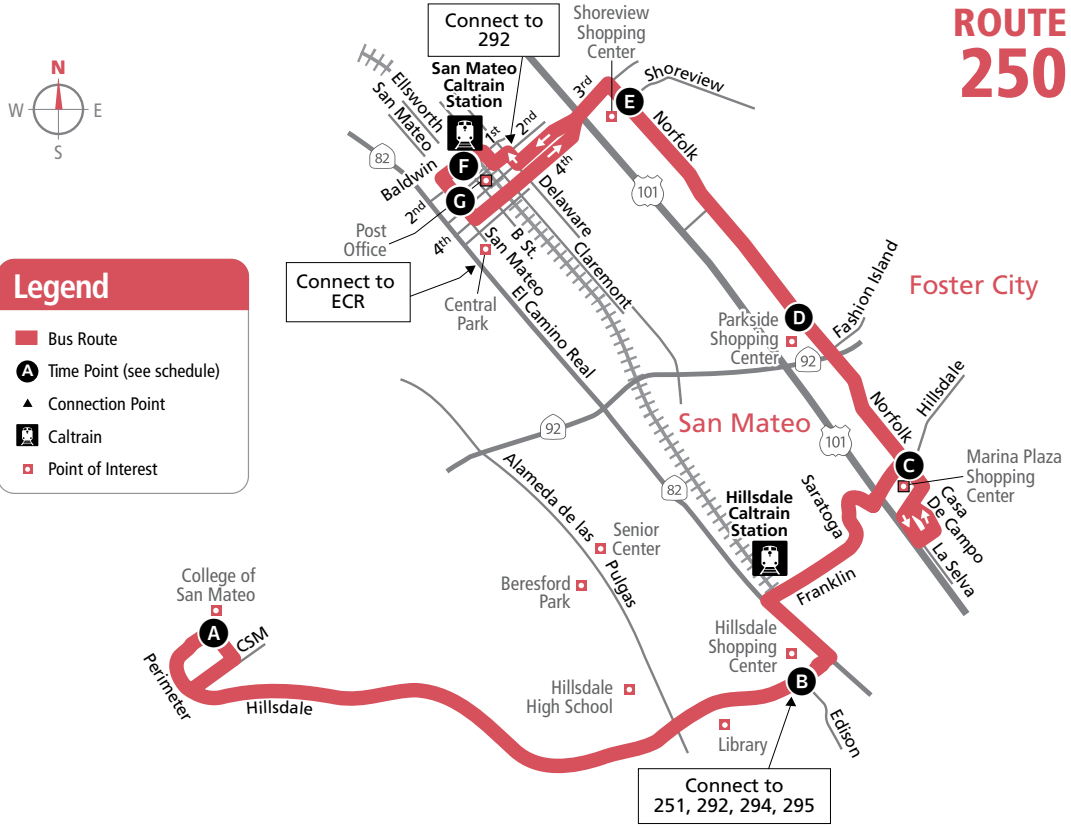 ROUTE
250
Connect to
292
Shoreview
Shopping
Center
N
W
E
S
San Mateo
Caltrain
Station
Ellsworth
San Mateo
1st
2nd
3rd
Shoreview
E
Norfolk
82
Baldwin
F
G
2nd
4th
4th
Delaware
101
Post
Office
San Mateo
B St.
Claremont
Connect to
ECR
Central
Park
El Camino Real
Fashion Island
Foster City
Legend
Bus Route
A
Time Point (see schedule)
Connection Point
Caltrain
Point of Interest
D
Parkside
Shopping
Center
92
92
Norfolk
Hillsdale
San Mateo
101
C
Marina Plaza
Shopping
Center
82
Saratoga
Casa
De Campo
La Selva
Alameda de las
Pulgas
Hillsdale
Caltrain
Station
Senior
Center
Beresford
Park
Franklin
College of
San Mateo
A
CSM
Perimeter
Hillsdale
Hillsdale
Shopping
Center
B
Hillsdale
High School
Library
Edison
Connect to
251, 292, 294, 295